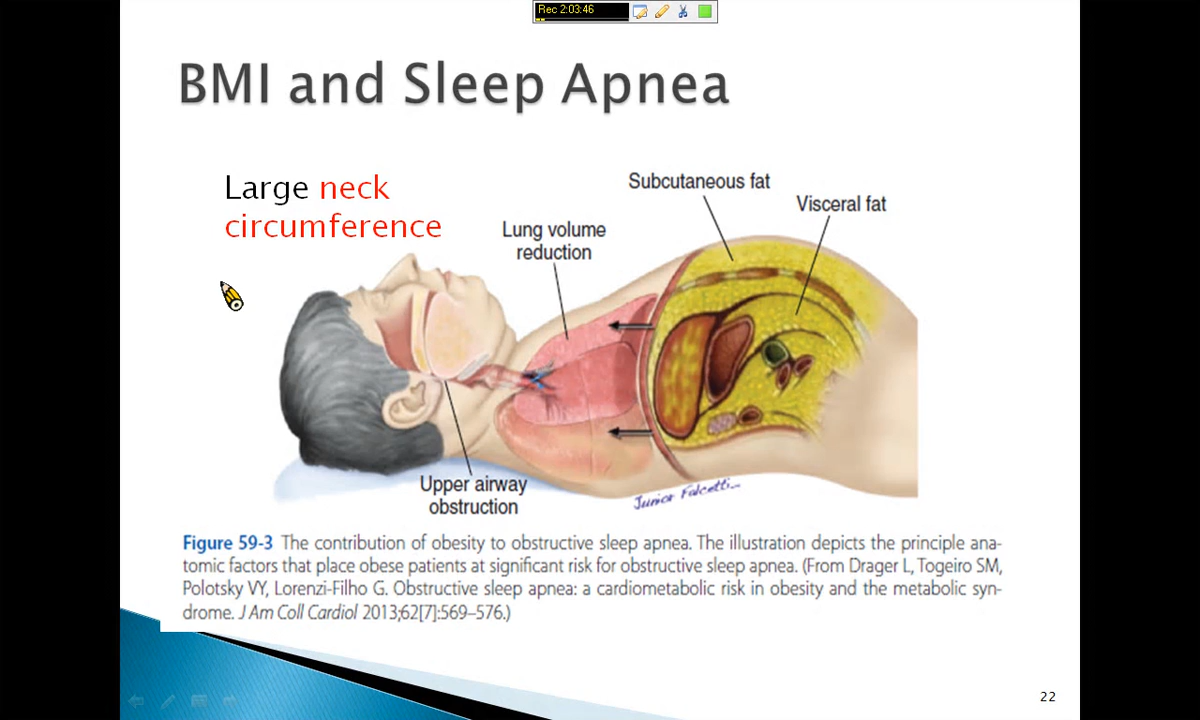 Rec 2:03:46
BMI and Sleep Apnea
Large neck
circumference
Subcutaneous fat
Visceral fat
Lung volume
reduction
Upper airway
obstruction
Junior Falcetti
Figure 59-3 The contribution of obesity to obstructive sleep apnea. The illustration depicts the principle ana-
tomic factors that place obese patients at significant risk for obstructive sleep apnea. (From Drager L, Togeiro SM,
Polotsky VY, Lorenzi-Filho G. Obstructive sleep apnea: a cardiometabolic risk in obesity and the metabolic syn-
drome. J Am Coll Cardiol 2013;62[7]:569–576.)
22